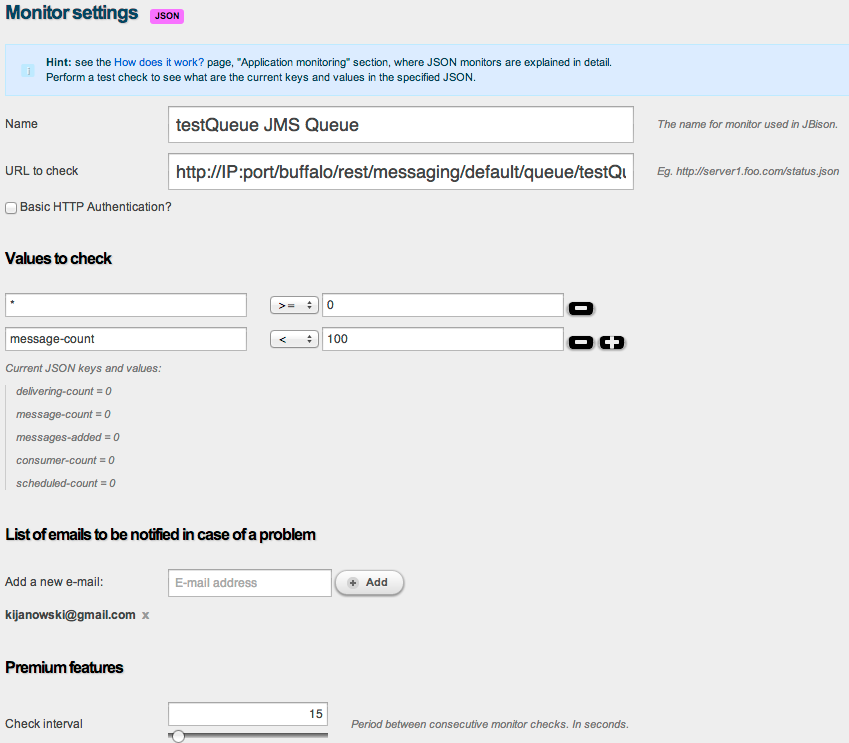 Monitor settings JSON
Hint: see the How does it work? page, "Application monitoring" section, where JSON monitors are explained in detail.
Perform a test check to see what are the current keys and values in the specified JSON.
Name testQueue JMS Queue The name for monitor used in JBison.
URL to check http://IP:port/buffalo/rest/messaging/default/queue/testQu Eg. http://server1.foo.com/status.json
Basic HTTP Authentication?
Values to check
* >= 0
message-count < 100
Current JSON keys and values:
delivering-count = 0
message-count = 0
messages-added = 0
consumer-count = 0
scheduled-count = 0
List of emails to be notified in case of a problem
Add a new e-mail: E-mail address Add
kijanowski@gmail.com x
Premium features
Check interval 15 Period between consecutive monitor checks. In seconds.